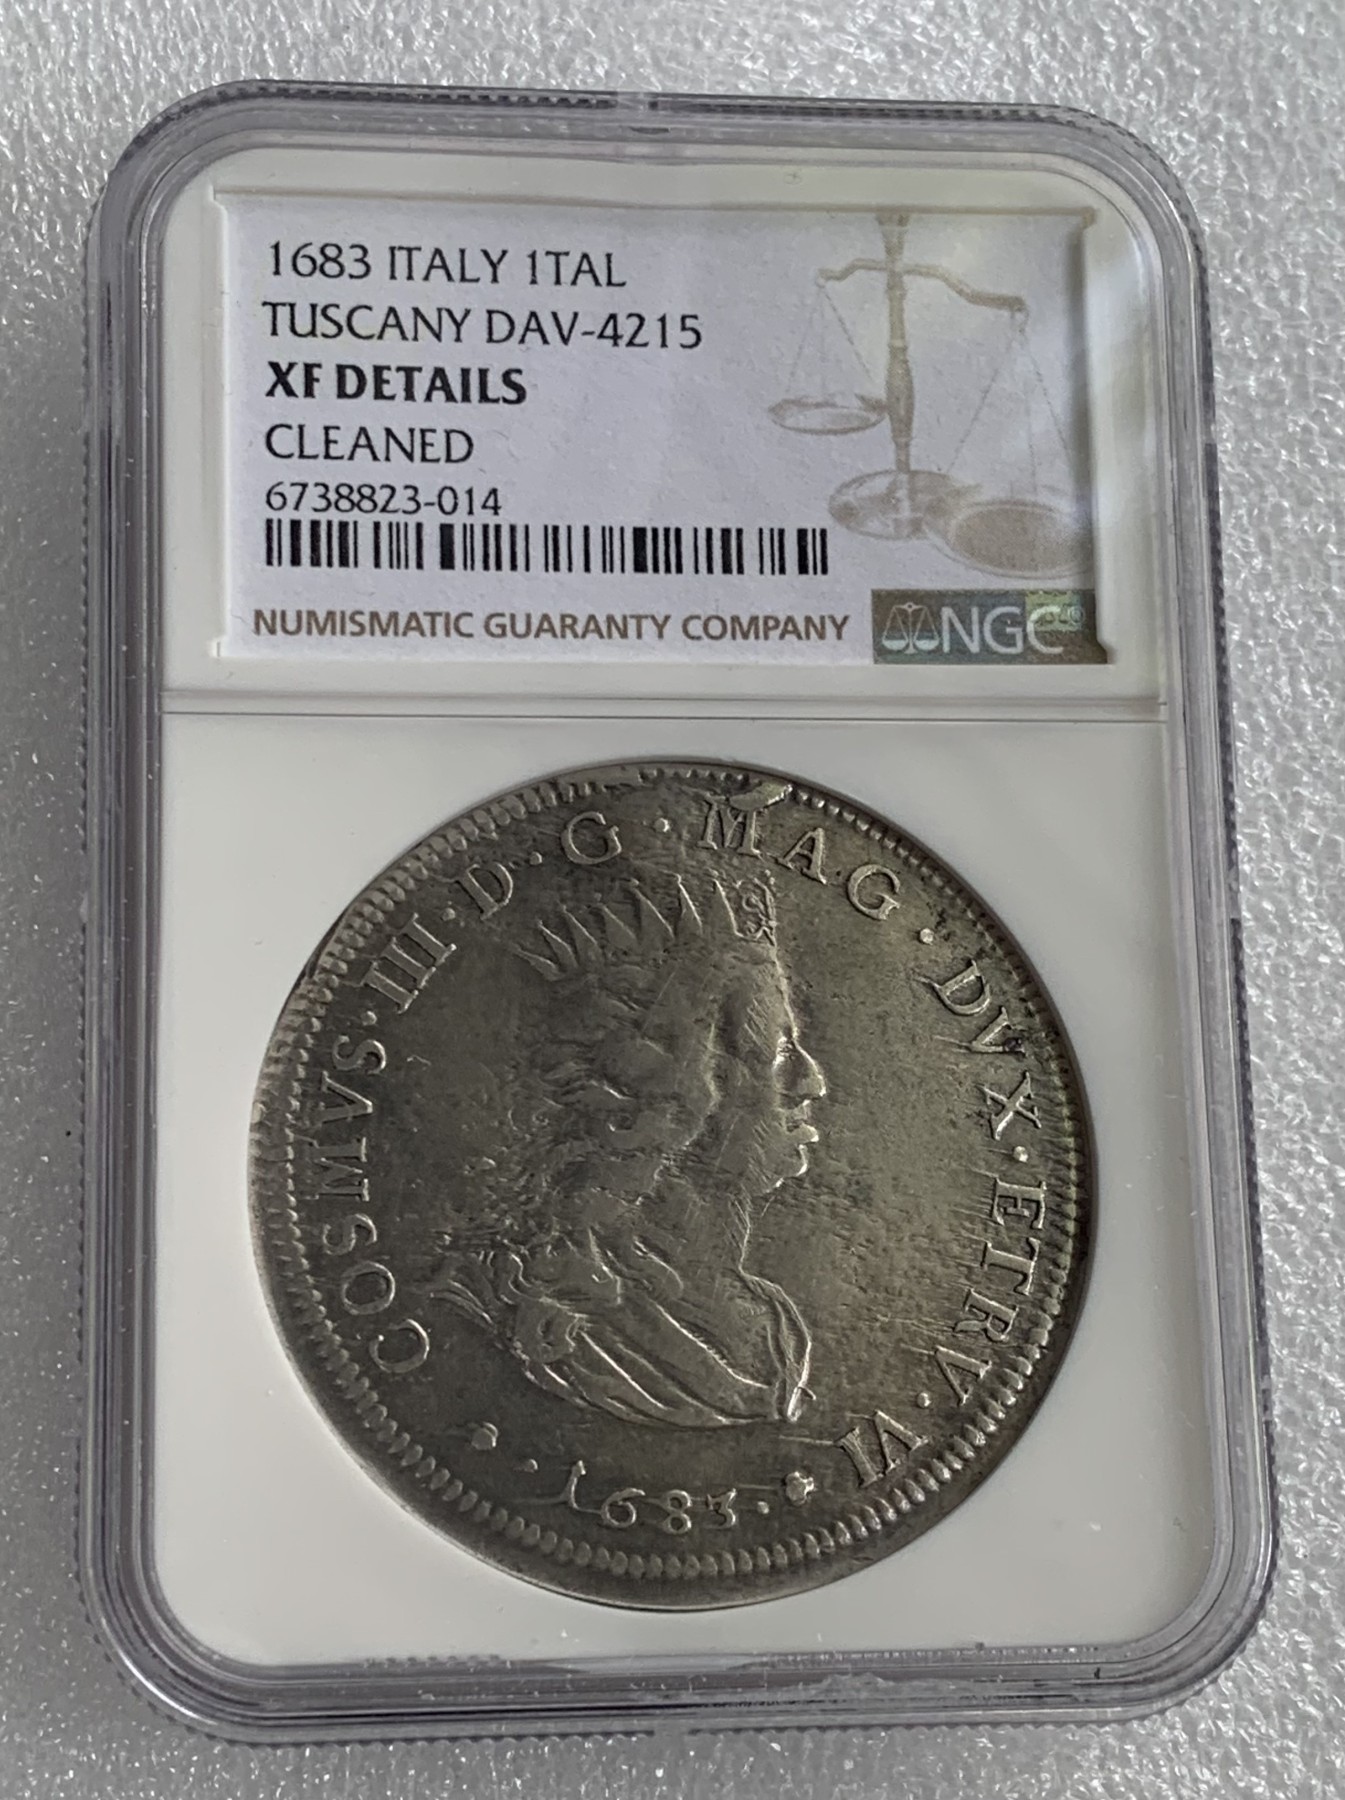 1683 ITALY 1TAL
TUSCANY DAV-4215
XF DETAILS
CLEANED
6738823-014
NUMISMATIC GUARANTY COMPANY
NGC
COSMVS · III · D · G · MAG · DVX · ETRV · VI
· 1683 ·